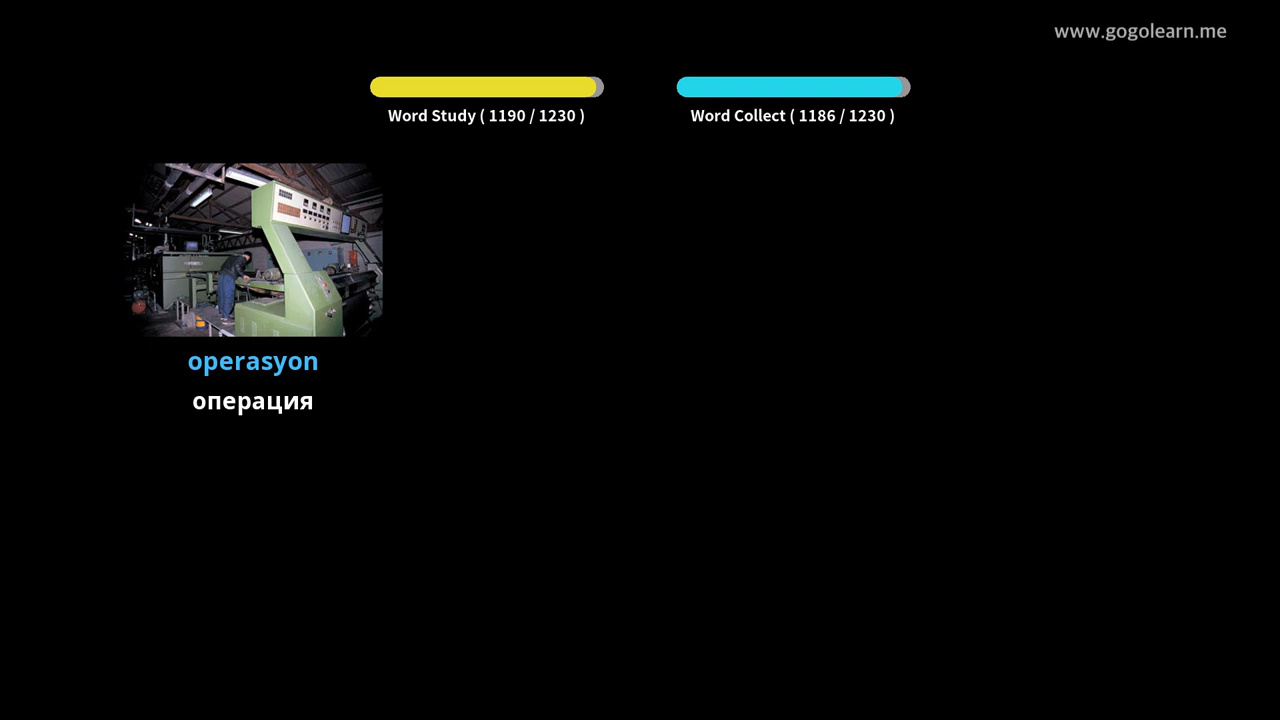 www.gogolearn.me
Word Study ( 1190 / 1230 )
Word Collect ( 1186 / 1230 )
operasyon
операция